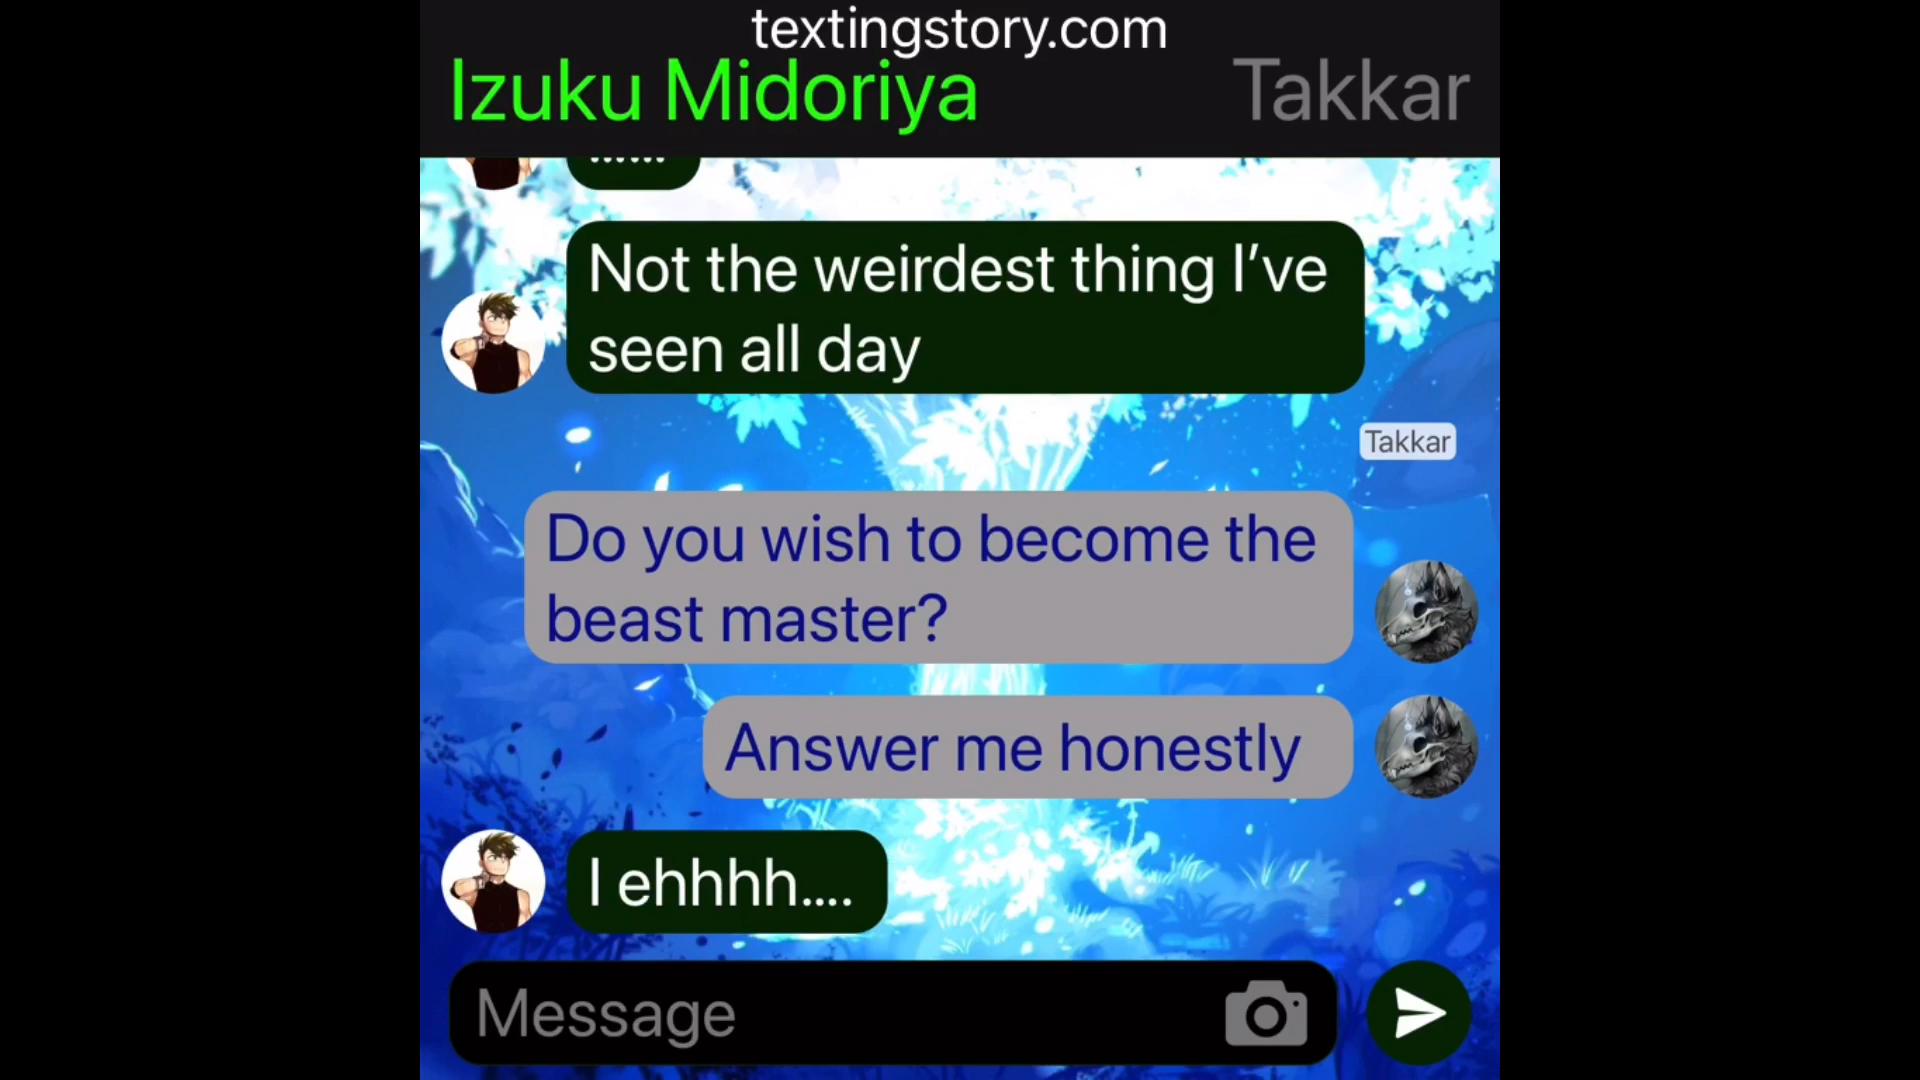 textingstory.com
Izuku Midoriya Takkar
......
Not the weirdest thing I’ve
seen all day
Takkar
Do you wish to become the
beast master?
Answer me honestly
I ehhhh....
Message